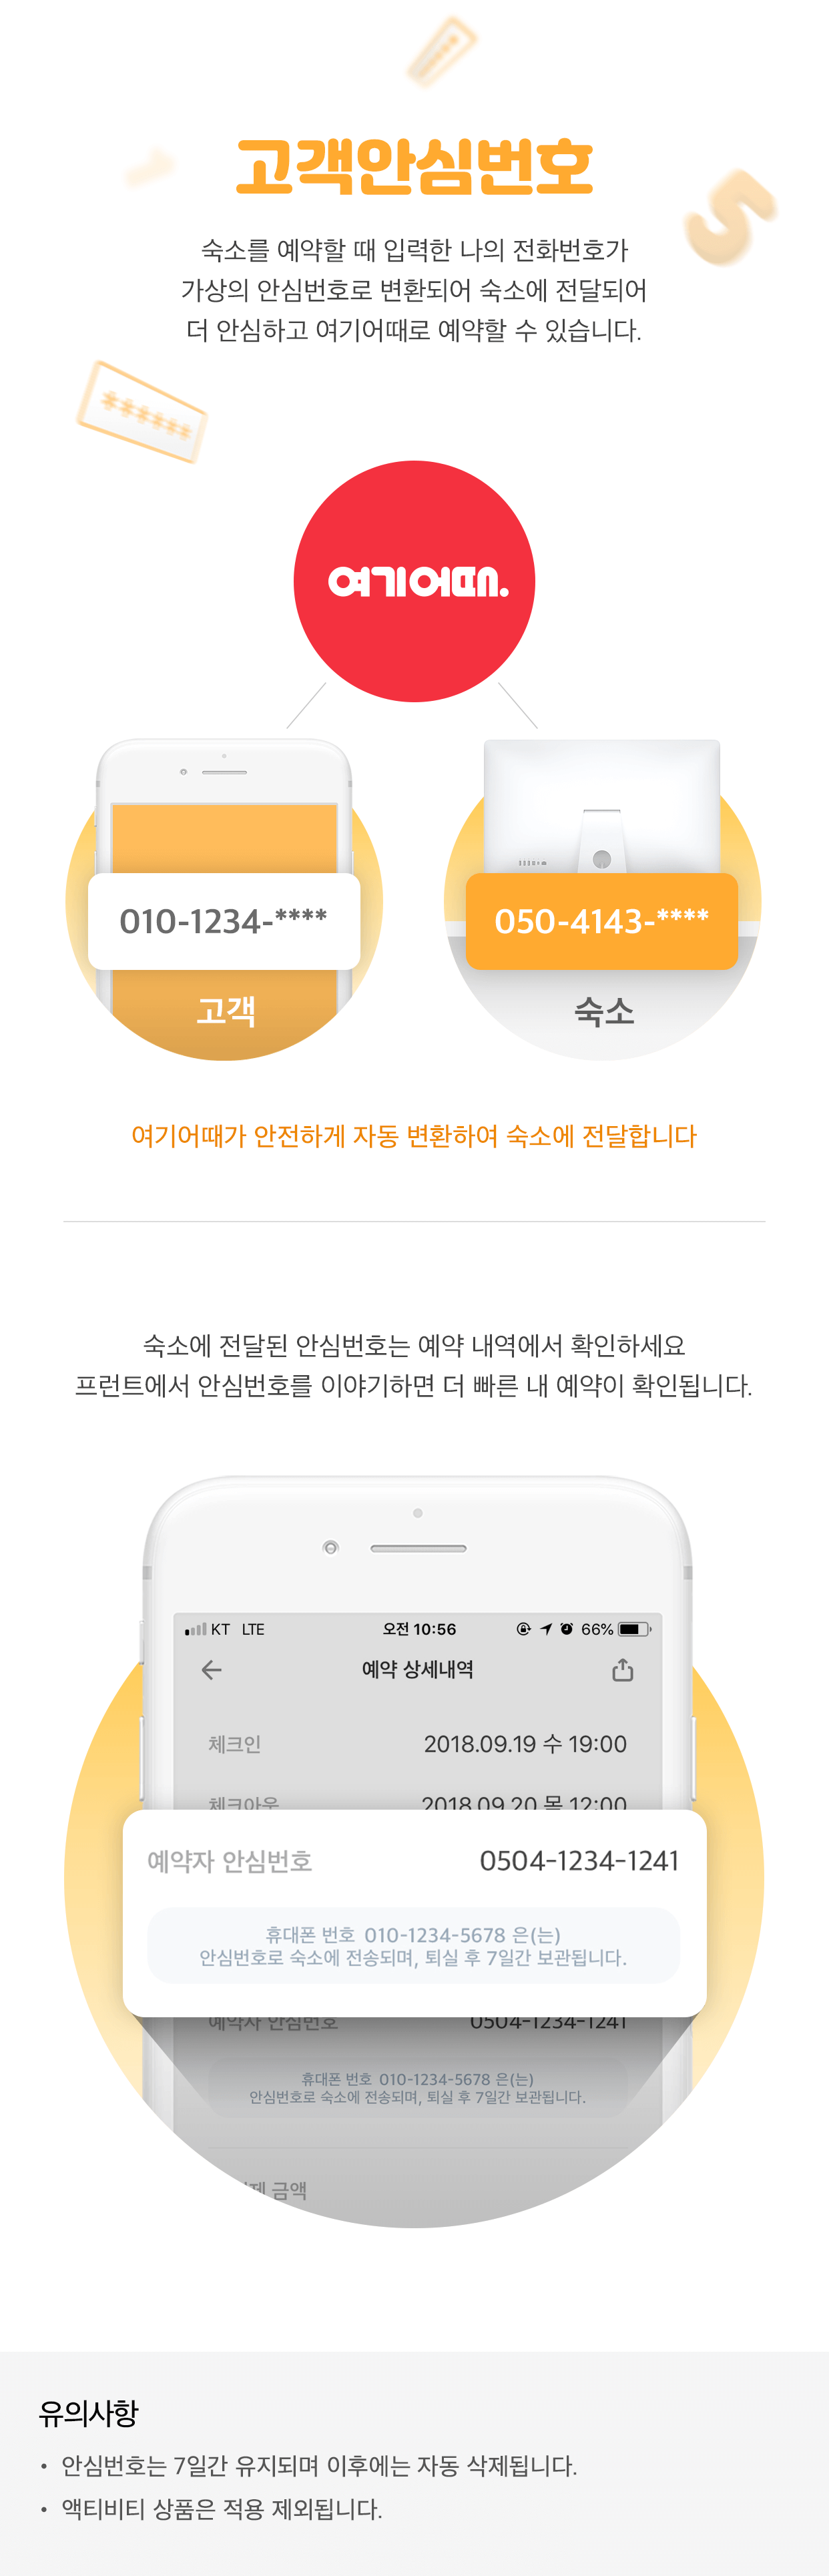 고객안심번호
숙소를 예약할 때 입력한 나의 전화번호가
가상의 안심번호로 변환되어 숙소에 전달되어
더 안심하고 여기어때로 예약할 수 있습니다.
여기어때.
010-1234-****
고객
050-4143-****
숙소
여기어때가 안전하게 자동 변환하여 숙소에 전달합니다
숙소에 전달된 안심번호는 예약 내역에서 확인하세요
프런트에서 안심번호를 이야기하면 더 빠른 내 예약이 확인됩니다.
KT LTE 오전 10:56 66%
예약 상세내역
체크인 2018.09.19 수 19:00
체크아웃 2018.09.20 목 12:00
예약자 안심번호 0504-1234-1241
휴대폰 번호 010-1234-5678 은(는)
안심번호로 숙소에 전송되며, 퇴실 후 7일간 보관됩니다.
예약자 안심번호 0504-1234-1241
휴대폰 번호 010-1234-5678 은(는)
안심번호로 숙소에 전송되며, 퇴실 후 7일간 보관됩니다.
금액
유의사항
• 안심번호는 7일간 유지되며 이후에는 자동 삭제됩니다.
• 액티비티 상품은 적용 제외됩니다.